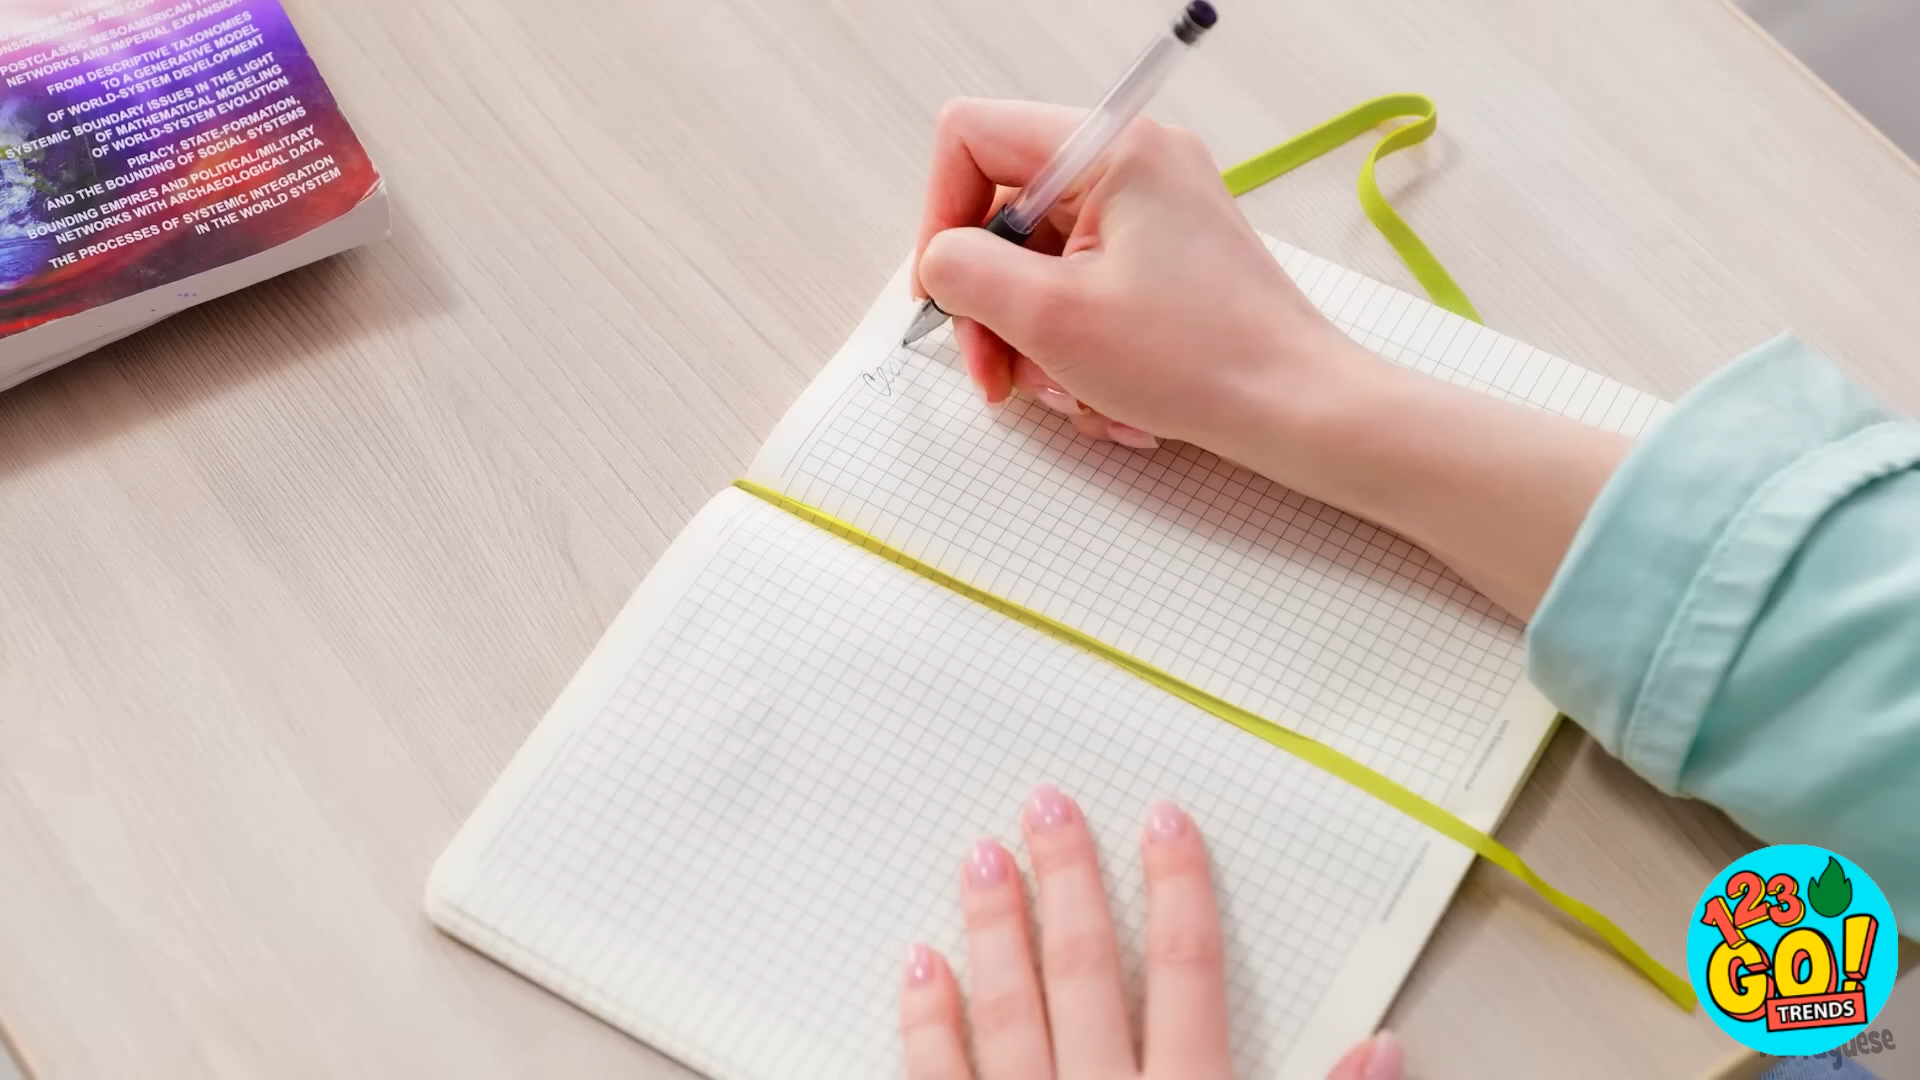 POSTCLASSIC MESOAMERICAN
NETWORKS AND IMPERIAL EXPANSION
FROM DESCRIPTIVE TAXONOMIES
TO A GENERATIVE MODEL
OF WORLD-SYSTEM DEVELOPMENT
SYSTEMIC BOUNDARY ISSUES IN THE LIGHT
OF MATHEMATICAL MODELING
OF WORLD-SYSTEM EVOLUTION
PIRACY, STATE-FORMATION,
AND THE BOUNDING OF SOCIAL SYSTEMS
BOUNDING EMPIRES AND POLITICAL/MILITARY
NETWORKS WITH ARCHAEOLOGICAL DATA
THE PROCESSES OF SYSTEMIC INTEGRATION
IN THE WORLD SYSTEM
123
GO!
TRENDS